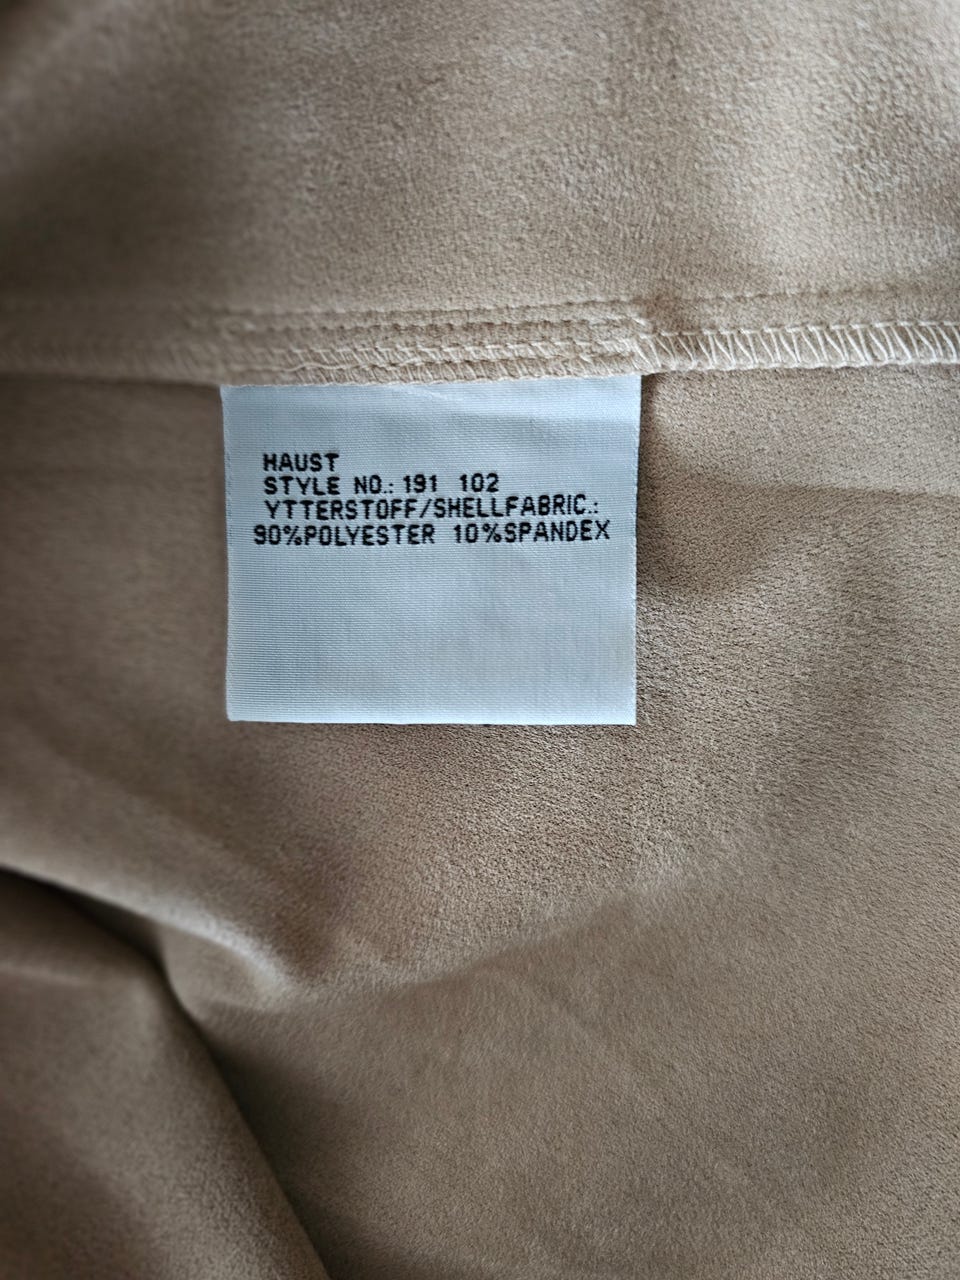 HAUST
STYLE NO.: 191 102
YTTERSTOFF/SHELLFABRIC.:
90%POLYESTER 10%SPANDEX